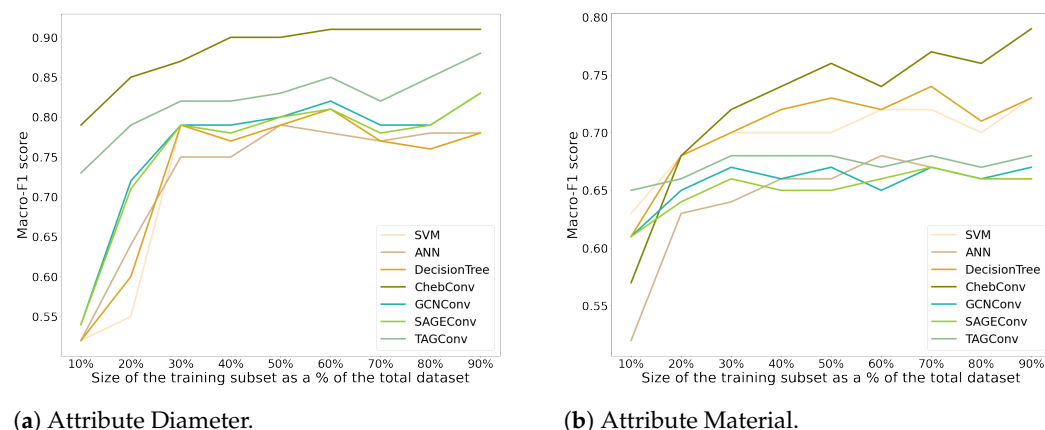 0.90
0.85
0.80
0.75
0.70
0.65
0.60
0.55
Macro-F1 score
SVM
ANN
DecisionTree
ChebConv
GCNConv
SAGEConv
TAGConv
10% 20% 30% 40% 50% 60% 70% 80% 90%
Size of the training subset as a % of the total dataset
(a) Attribute Diameter.
0.80
0.75
0.70
0.65
0.60
0.55
Macro-F1 score
SVM
ANN
DecisionTree
ChebConv
GCNConv
SAGEConv
TAGConv
10% 20% 30% 40% 50% 60% 70% 80% 90%
Size of the training subset as a % of the total dataset
(b) Attribute Material.